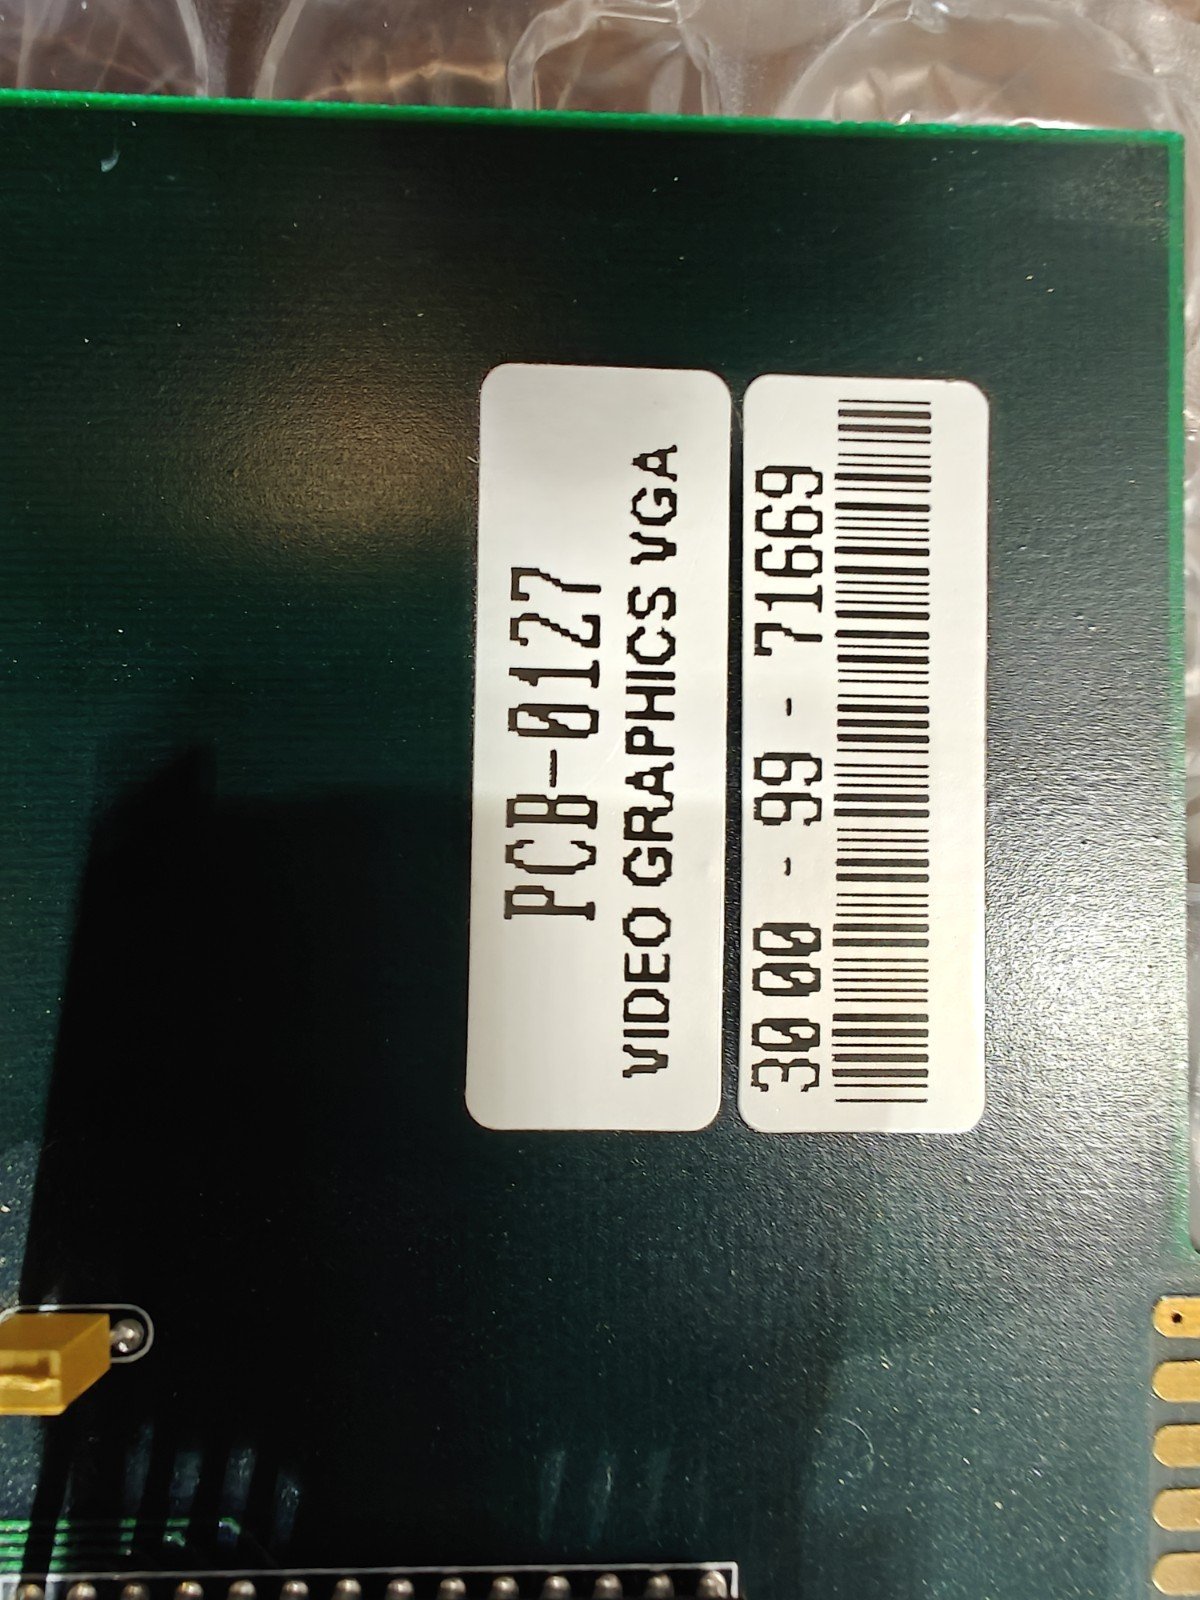 PCB-0127
VIDEO GRAPHICS VGA
3000 - 99 - 71669